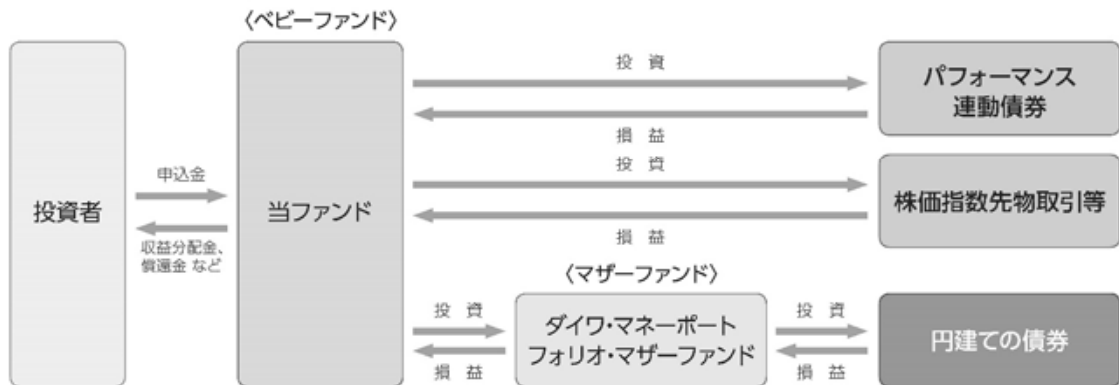 〈ベビーファンド〉
投資者
申込金
収益分配金、
償還金 など
当ファンド
投 資
損 益
パフォーマンス
連動債券
投 資
損 益
株価指数先物取引等
〈マザーファンド〉
投 資
損 益
ダイワ・マネーポート
フォリオ・マザーファンド
投 資
損 益
円建ての債券